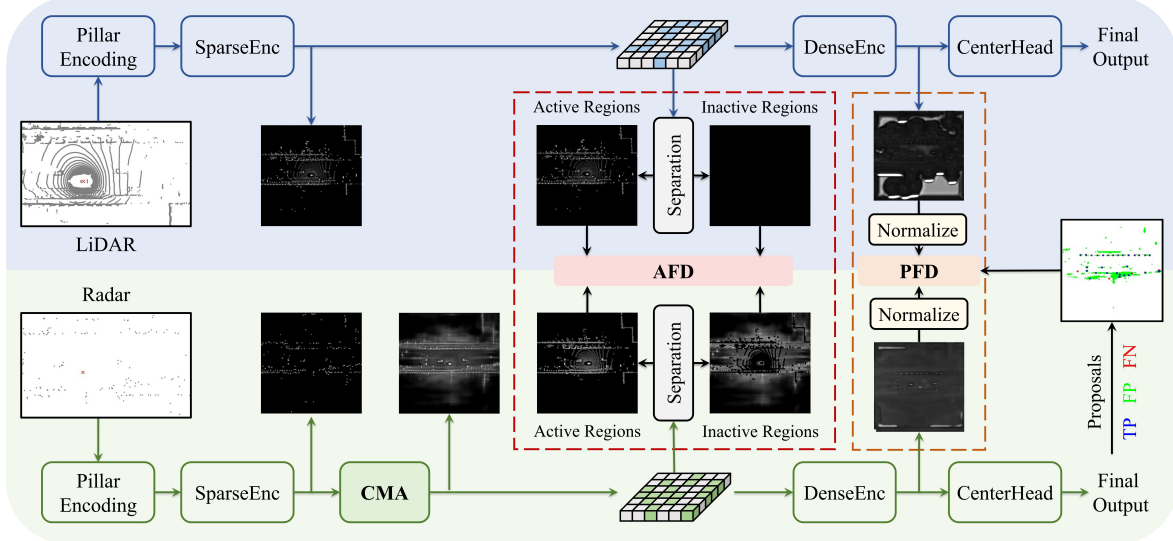 Pillar
Encoding
SparseEnc
DenseEnc
CenterHead
Final
Output
Active Regions
Inactive Regions
Separation
LiDAR
Normalize
AFD
PFD
Radar
Normalize
Separation
Active Regions
Inactive Regions
Proposals
TP FP FN
Pillar
Encoding
SparseEnc
CMA
DenseEnc
CenterHead
Final
Output